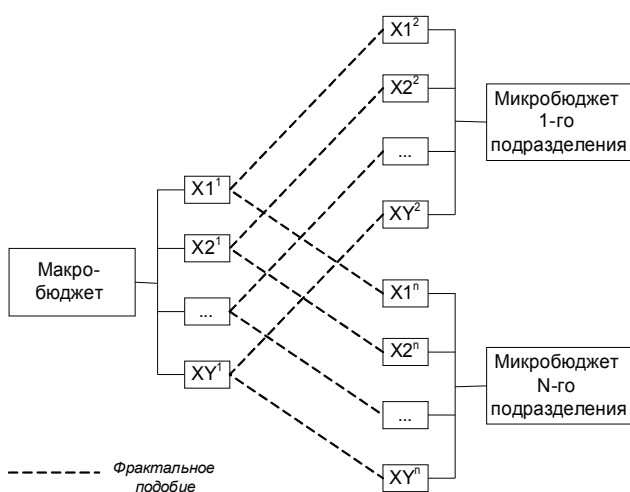 X1²
X2²
...
XY²
Микробюджет
1-го
подразделения
X1¹
X2¹
...
XY¹
Макро-
бюджет
X1ⁿ
X2ⁿ
...
XYⁿ
Микробюджет
N-го
подразделения
Фрактальное
подобие